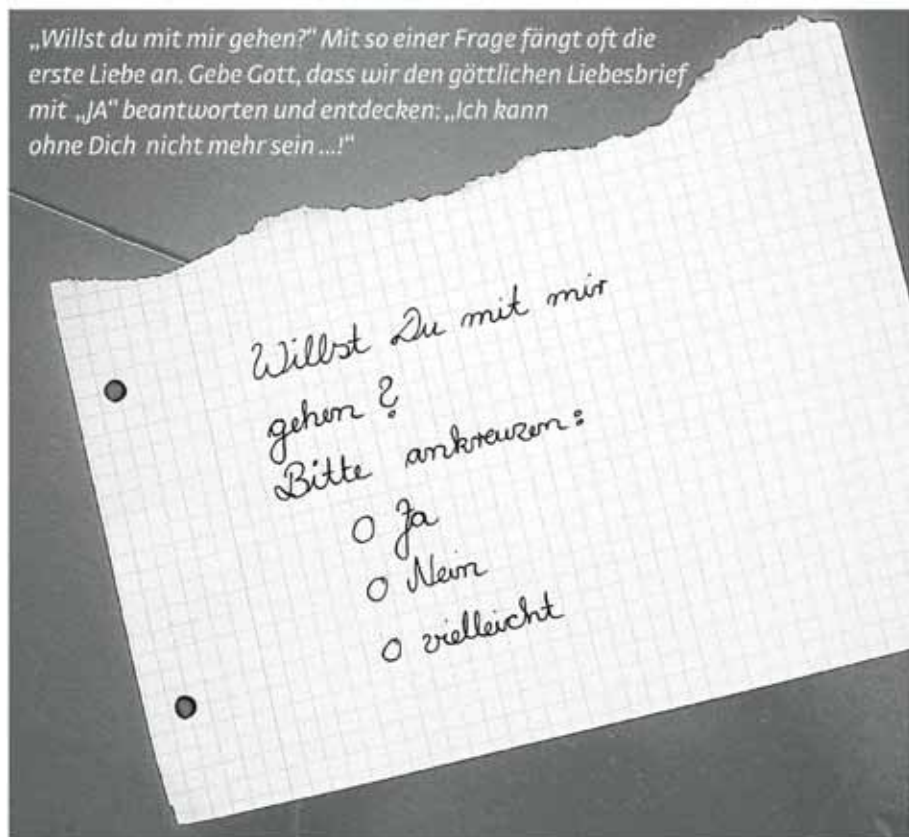 „Willst du mit mir gehen?" Mit so einer Frage fängt oft die
erste Liebe an. Gebe Gott, dass wir den göttlichen Liebesbrief
mit „JA" beantworten und entdecken: „Ich kann
ohne Dich nicht mehr sein ...!"
Willst Du mit mir
gehen ?
Bitte ankreuzen:
O Ja
O Nein
O vielleicht